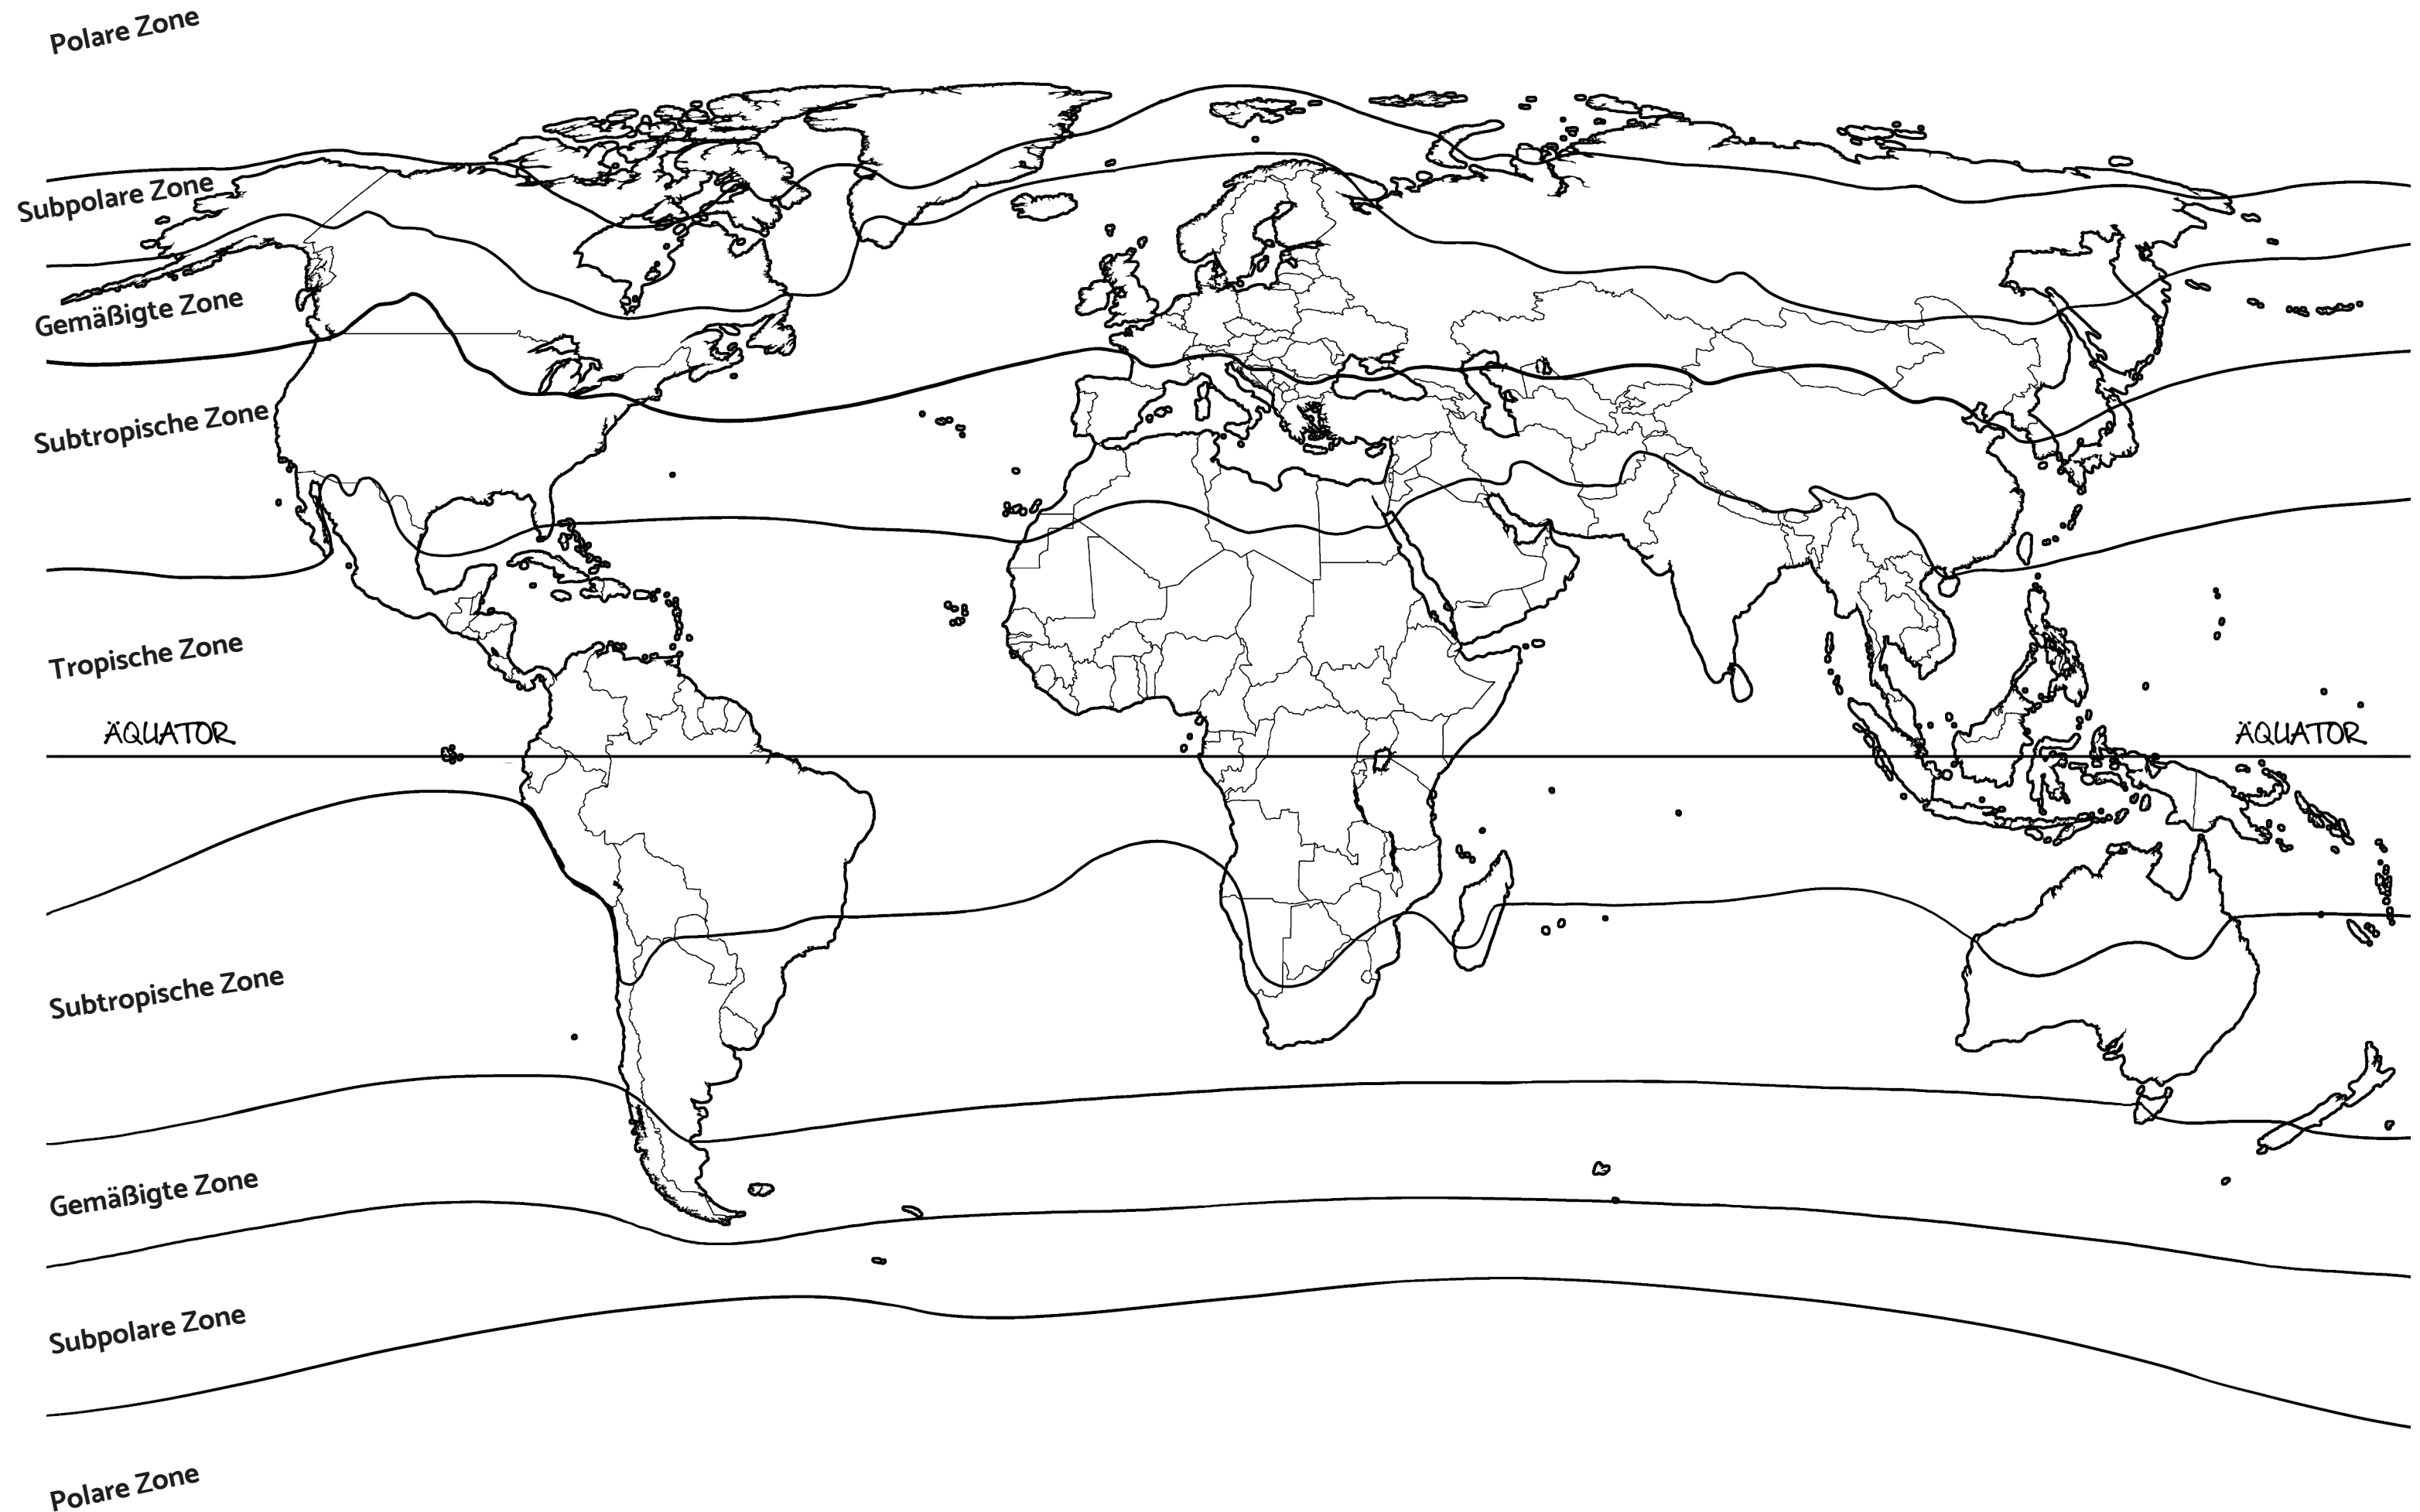 Polare Zone
Subpolare Zone
Gemäßigte Zone
Subtropische Zone
Tropische Zone
ÄQUATOR
ÄQUATOR
Subtropische Zone
Gemäßigte Zone
Subpolare Zone
Polare Zone